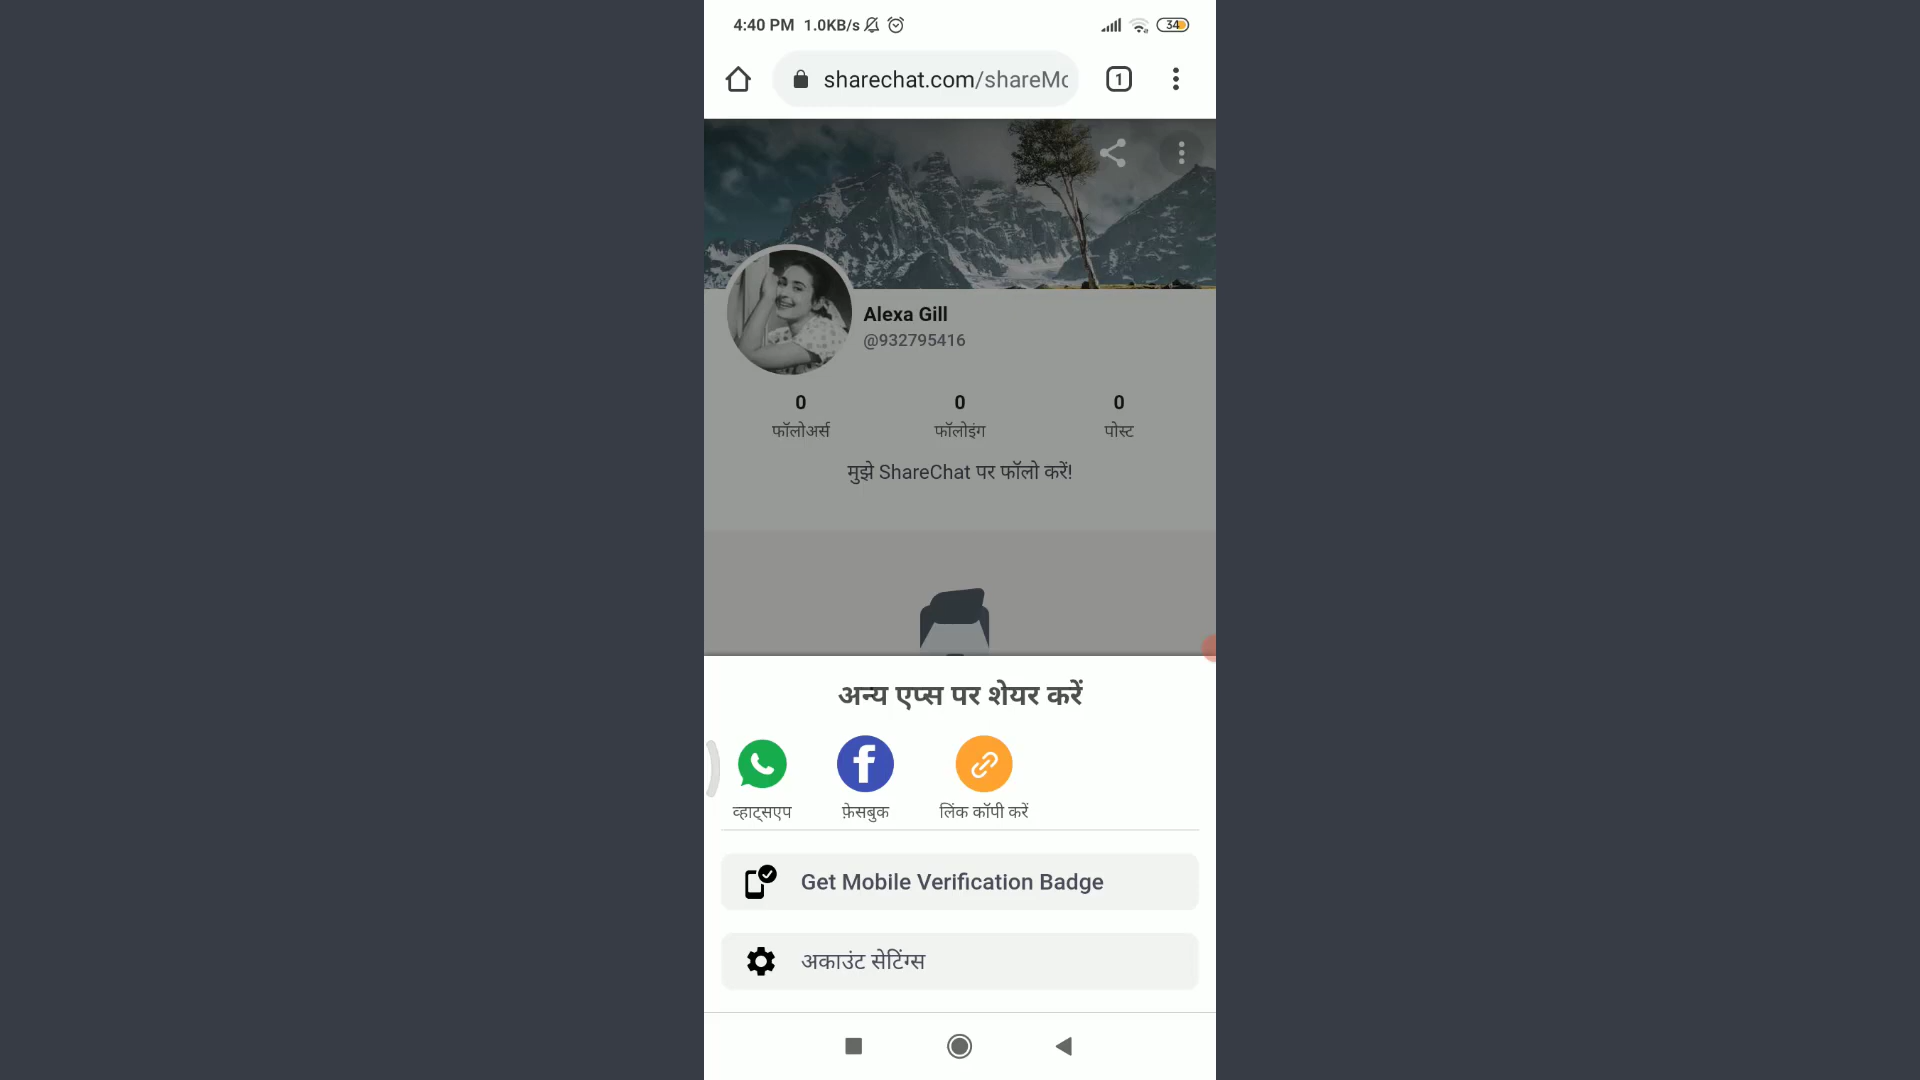 4:40 PM 1.0KB/s 34
sharechat.com/shareMo
1
Alexa Gill
@932795416
0 0 0
फॉलोअर्स फॉलोइंग पोस्ट
मुझे ShareChat पर फॉलो करें!
अन्य एप्स पर शेयर करें
व्हाट्सएप फ़ेसबुक लिंक कॉपी करें
Get Mobile Verification Badge
अकाउंट सेटिंग्स